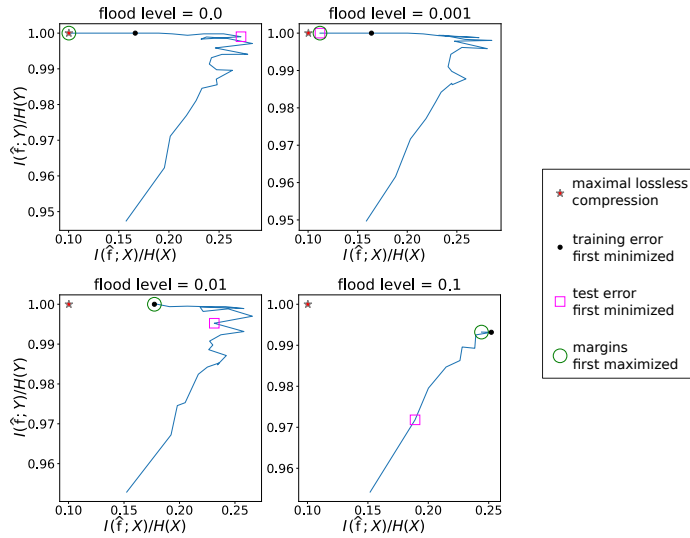 flood level = 0.0
1.00
0.99
0.98
0.97
0.96
0.95
I(f̂; Y)/H(Y)
0.10 0.15 0.20 0.25
I(f̂; X)/H(X)
flood level = 0.001
1.00
0.99
0.98
0.97
0.96
0.95
0.10 0.15 0.20 0.25
I(f̂; X)/H(X)
flood level = 0.01
1.00
0.99
0.98
0.97
0.96
I(f̂; Y)/H(Y)
0.10 0.15 0.20 0.25
I(f̂; X)/H(X)
flood level = 0.1
1.00
0.99
0.98
0.97
0.96
0.10 0.15 0.20 0.25
I(f̂; X)/H(X)
maximal lossless
compression
training error
first minimized
test error
first minimized
margins
first maximized